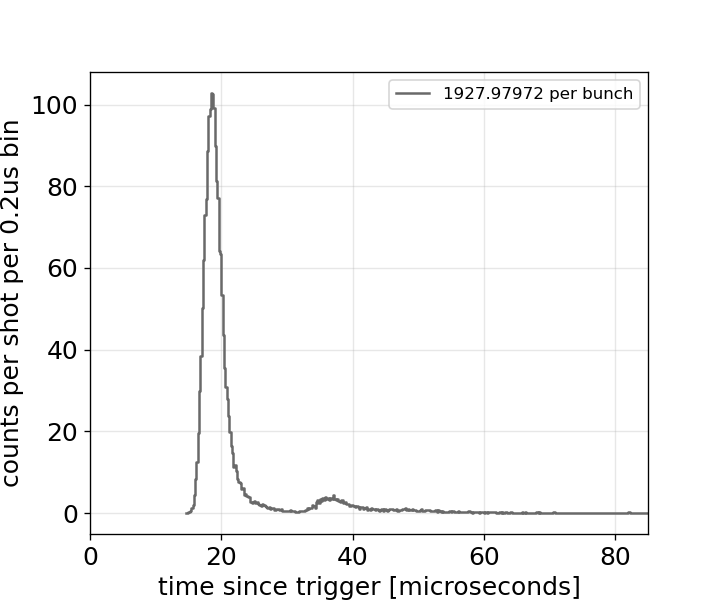 1927.97972 per bunch
counts per shot per 0.2us bin
100
80
60
40
20
0
0 20 40 60 80
time since trigger [microseconds]